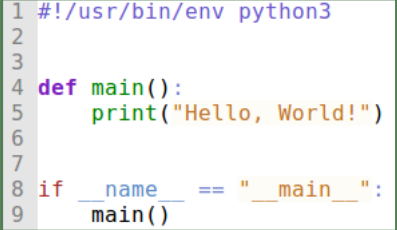 1 #!/usr/bin/env python3
2
3
4 def main():
5     print("Hello, World!")
6
7
8 if __name__ == "__main__":
9     main()